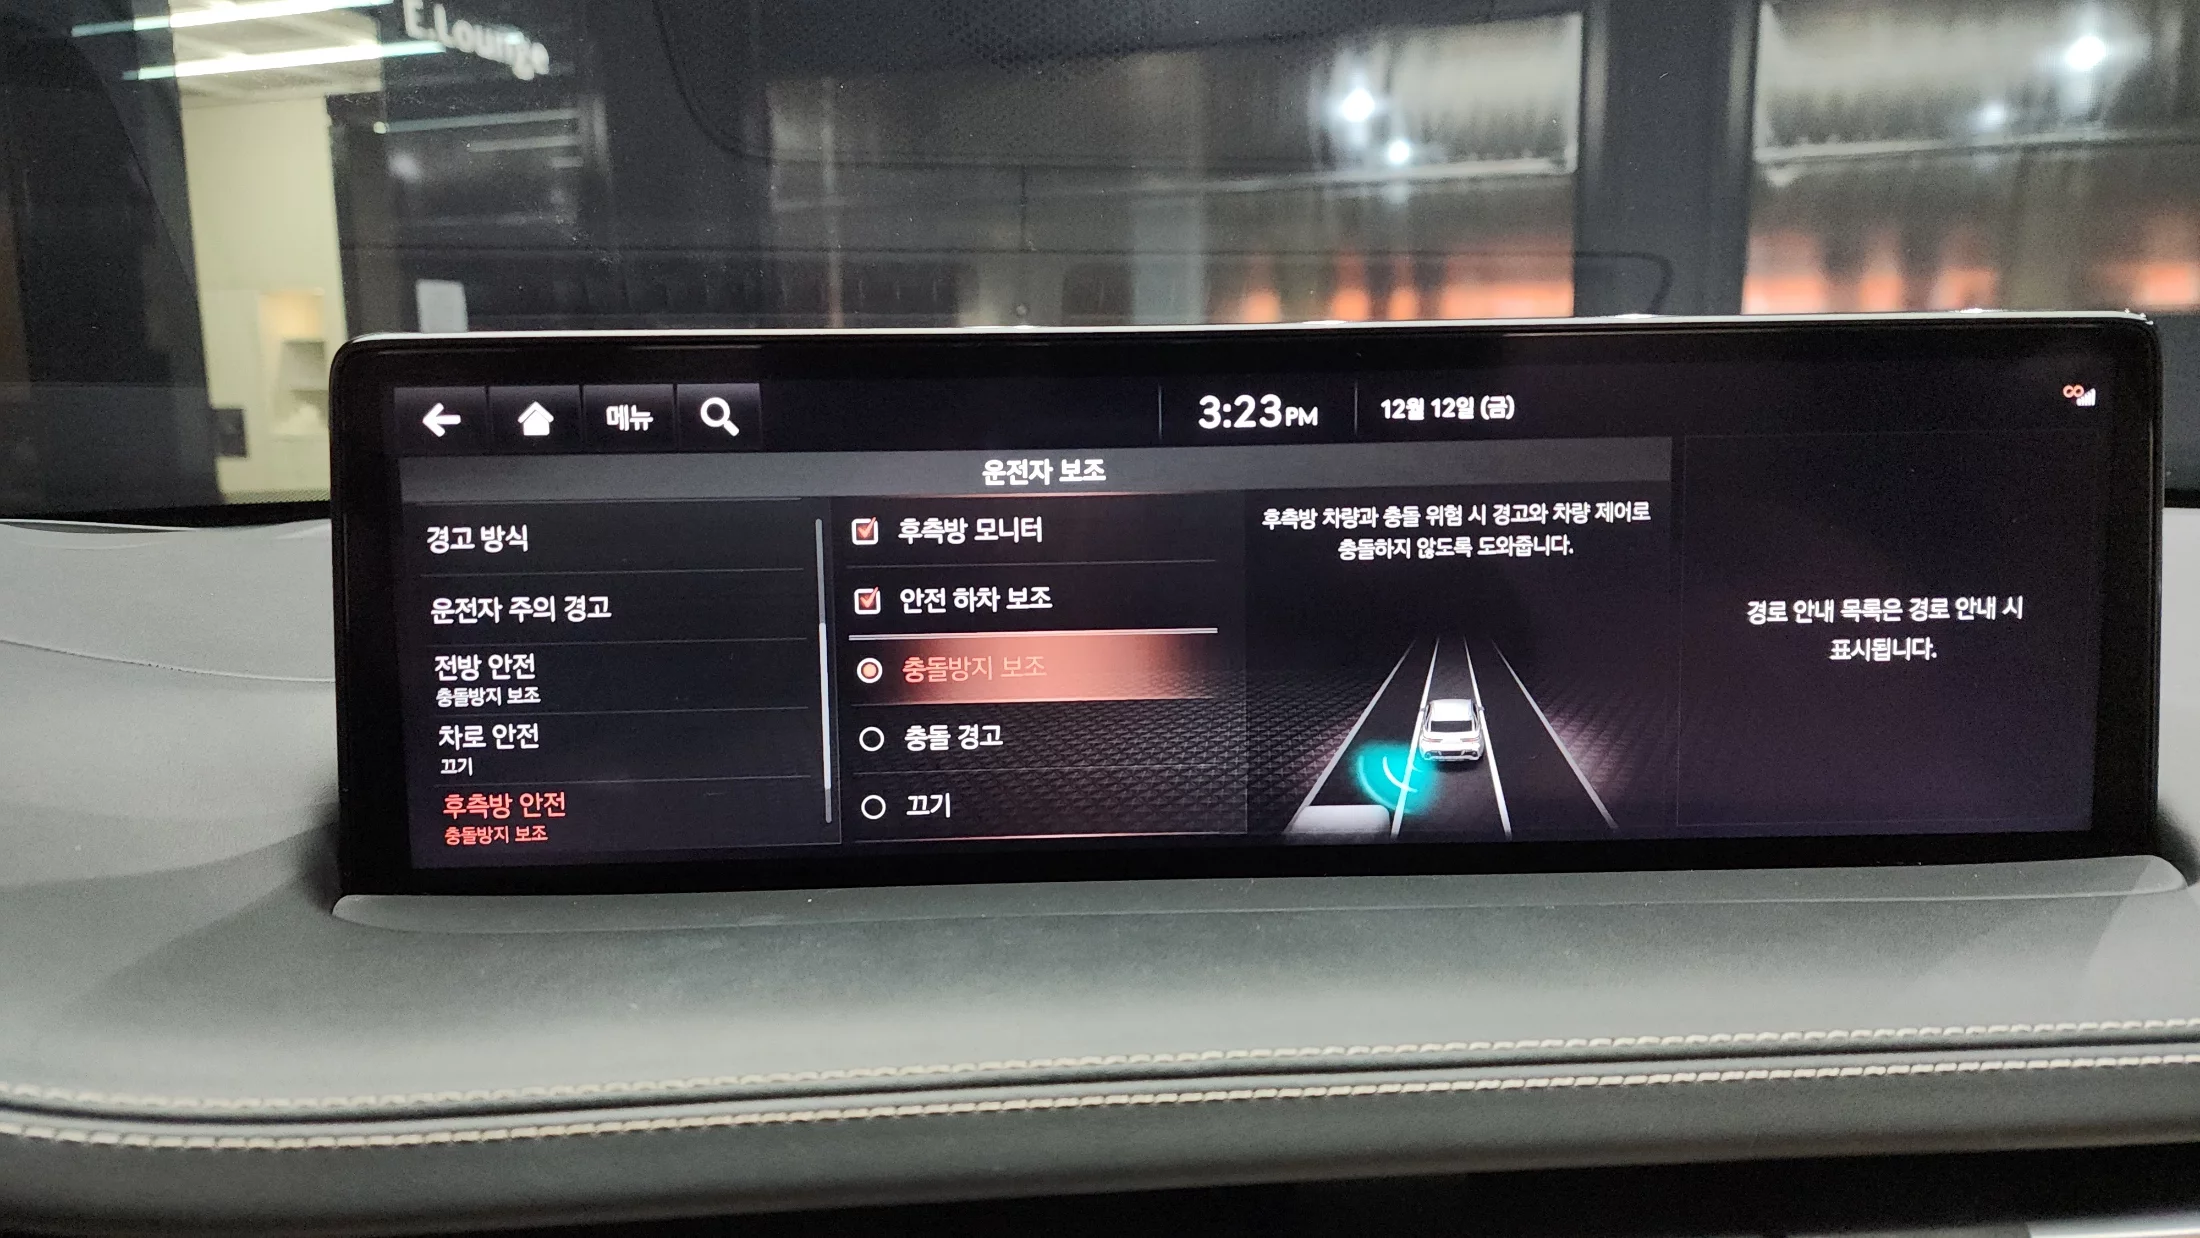 E.Lounge
메뉴
3:23PM
12월 12일 (금)
운전자 보조
경고 방식
운전자 주의 경고
전방 안전
충돌방지 보조
차로 안전
끄기
후측방 안전
충돌방지 보조
후측방 모니터
안전 하차 보조
충돌방지 보조
충돌 경고
끄기
후측방 차량과 충돌 위험 시 경고와 차량 제어로
충돌하지 않도록 도와줍니다.
경로 안내 목록은 경로 안내 시
표시됩니다.